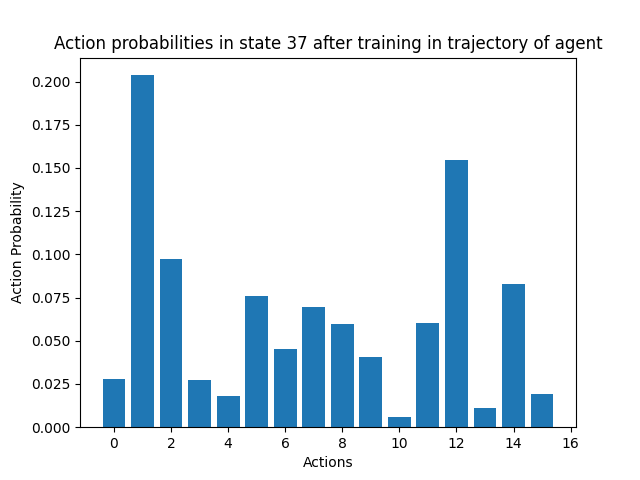 Action probabilities in state 37 after training in trajectory of agent
0.200
0.175
0.150
0.125
0.100
0.075
0.050
0.025
0.000
Action Probability
0 2 4 6 8 10 12 14 16
Actions